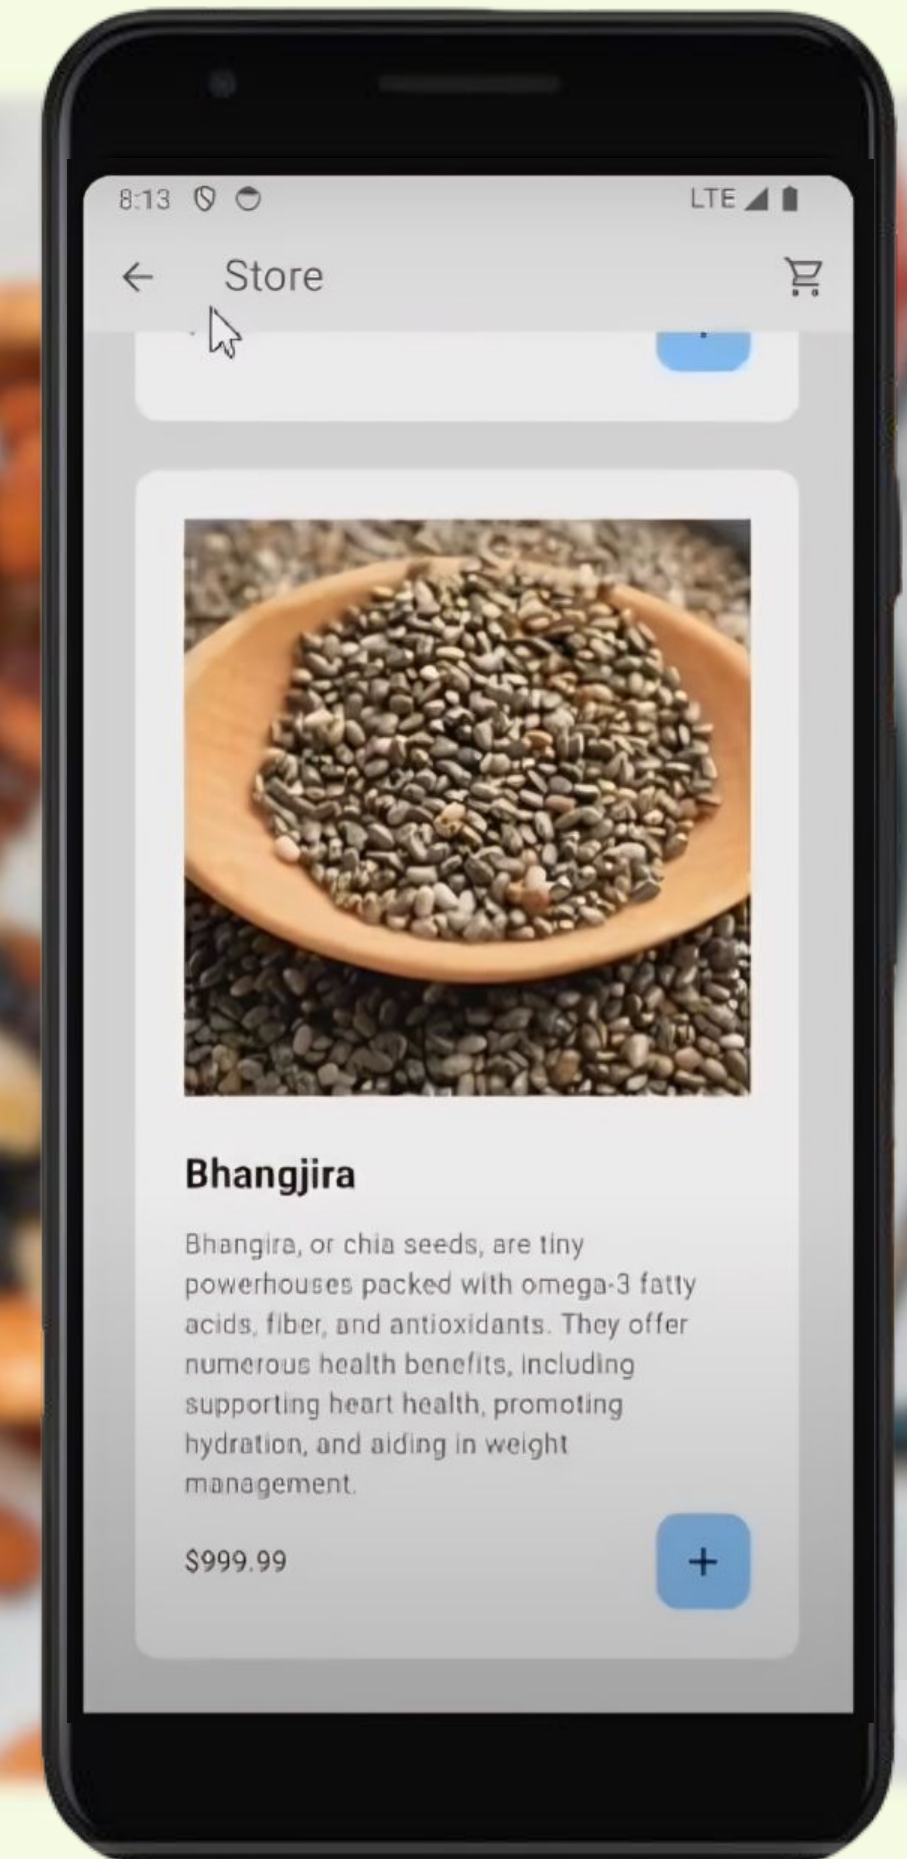 8:13 LTE
Store
Bhangjira
Bhangira, or chia seeds, are tiny
powerhouses packed with omega-3 fatty
acids, fiber, and antioxidants. They offer
numerous health benefits, including
supporting heart health, promoting
hydration, and aiding in weight
management.
$999.99
+